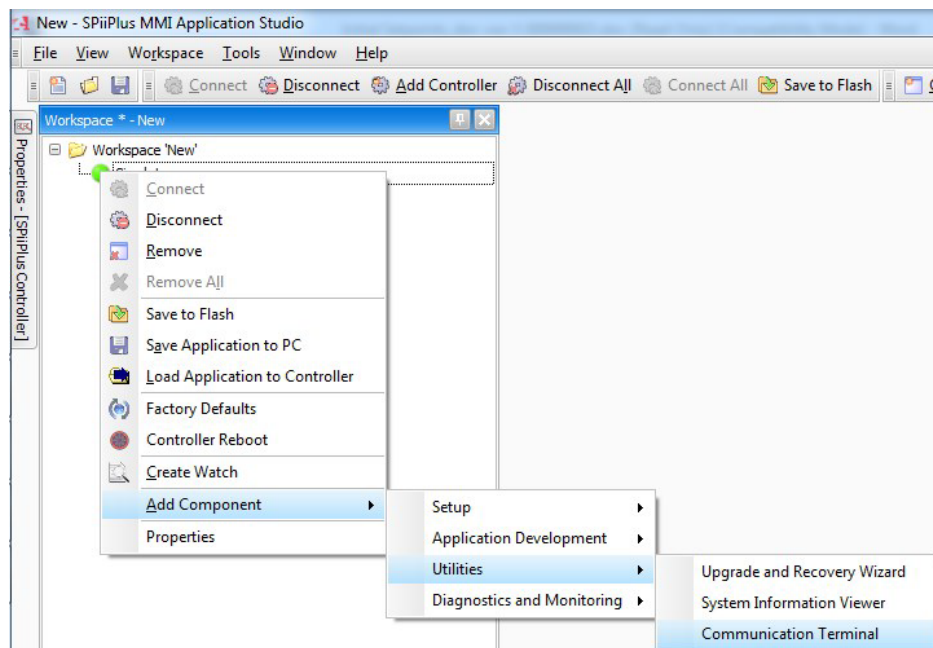 New - SPiiPlus MMI Application Studio
File View Workspace Tools Window Help
Connect Disconnect Add Controller Disconnect All Connect All Save to Flash
Workspace * - New
Properties - [SPiiPlus Controller]
Workspace 'New'
Connect
Disconnect
Remove
Remove All
Save to Flash
Save Application to PC
Load Application to Controller
Factory Defaults
Controller Reboot
Create Watch
Add Component
Properties
Setup
Application Development
Utilities
Diagnostics and Monitoring
Upgrade and Recovery Wizard
System Information Viewer
Communication Terminal